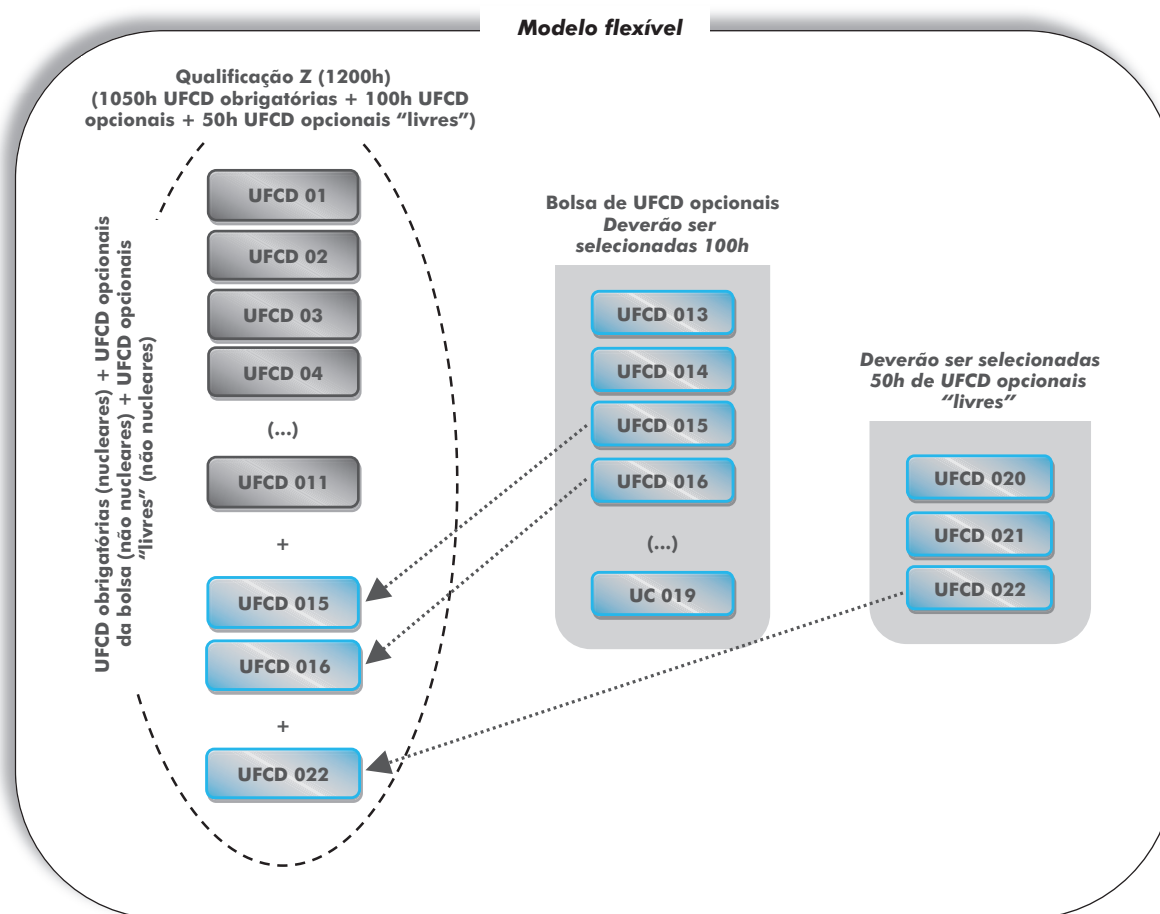 Modelo flexível
Qualificação Z (1200h)
(1050h UFCD obrigatórias + 100h UFCD
opcionais + 50h UFCD opcionais “livres”)
UFCD obrigatórias (nucleares) + UFCD opcionais
da bolsa (não nucleares) + UFCD opcionais
“livres” (não nucleares)
UFCD 01
UFCD 02
UFCD 03
UFCD 04
(...)
UFCD 011
+
UFCD 015
UFCD 016
+
UFCD 022
Bolsa de UFCD opcionais
Deverão ser
selecionadas 100h
UFCD 013
UFCD 014
UFCD 015
UFCD 016
(...)
UC 019
Deverão ser selecionadas
50h de UFCD opcionais
“livres”
UFCD 020
UFCD 021
UFCD 022